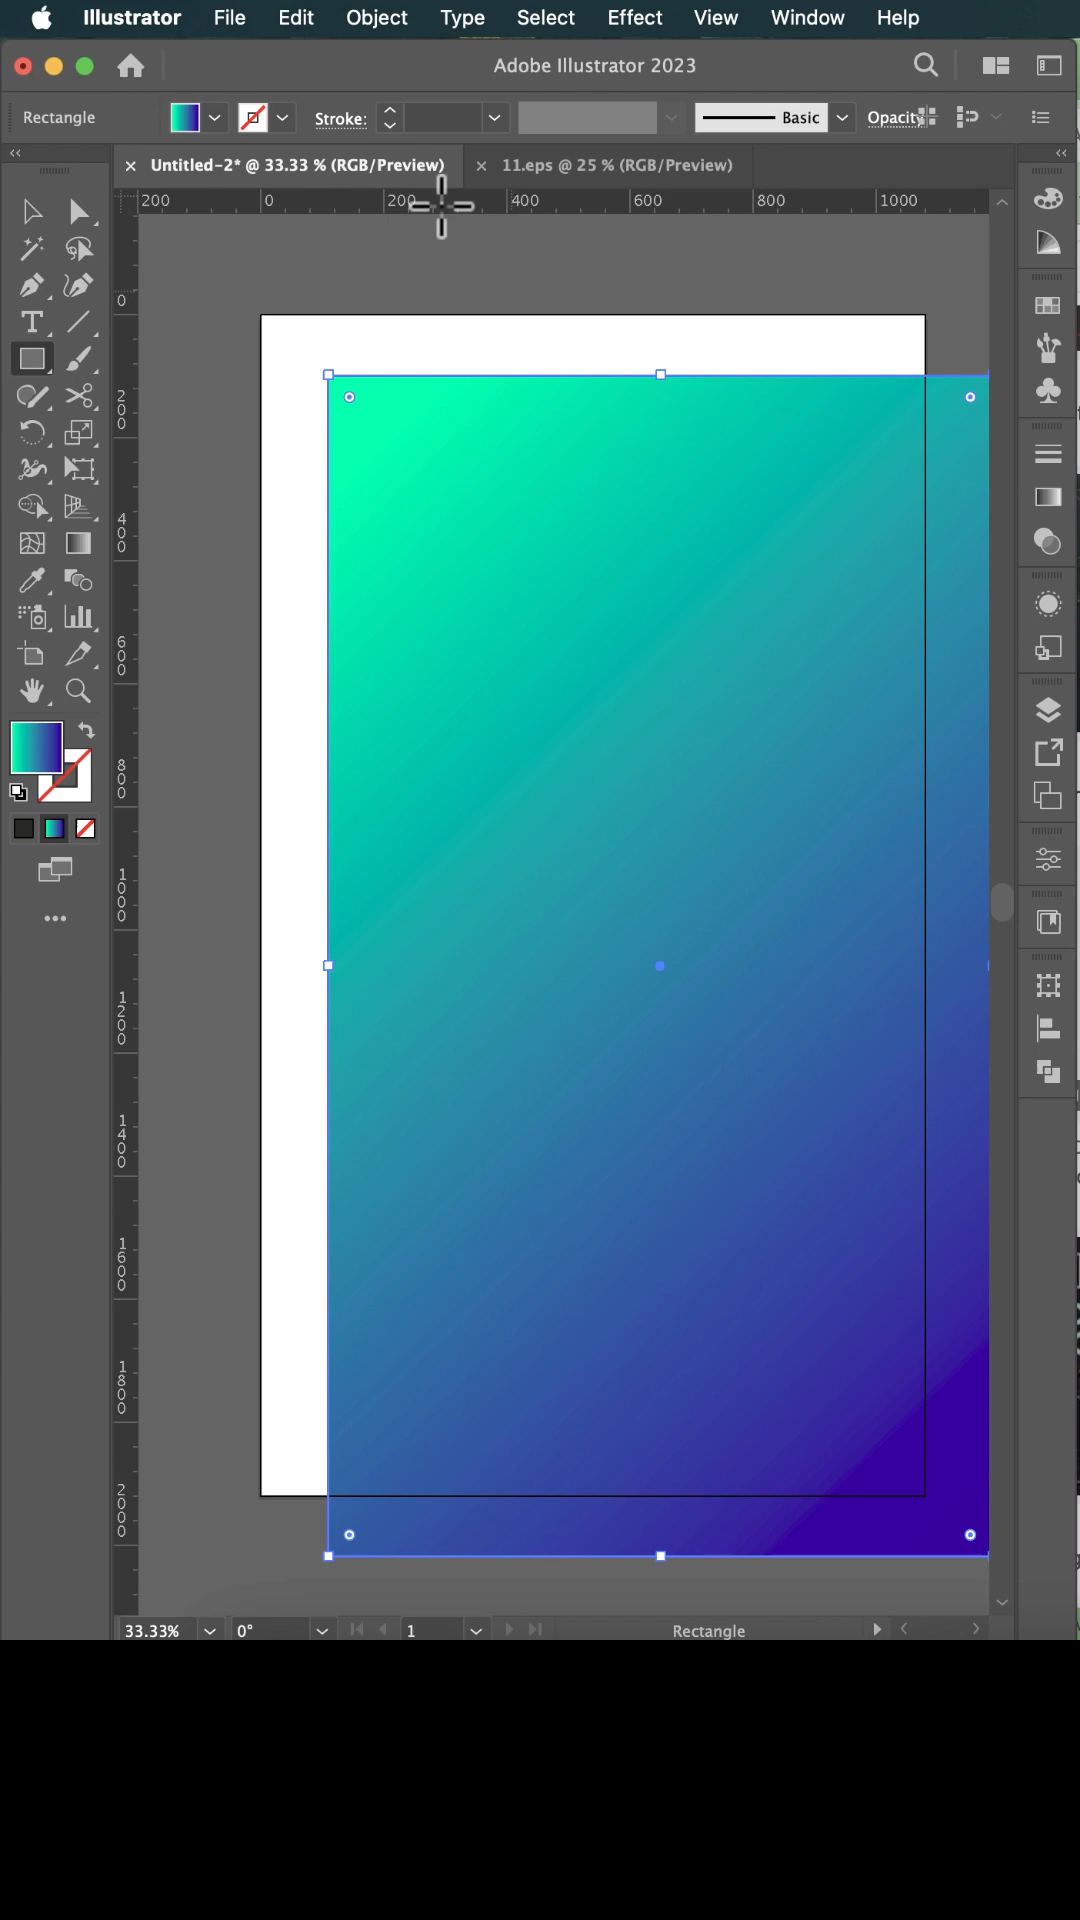 Illustrator File Edit Object Type Select Effect View Window Help
Adobe Illustrator 2023
Rectangle Stroke: Basic Opacity
Untitled-2* @ 33.33 % (RGB/Preview) 11.eps @ 25 % (RGB/Preview)
200 0 200 400 600 800 1000
0
200
400
600
800
1000
1200
1400
1600
1800
2000
33.33% 0° 1 Rectangle